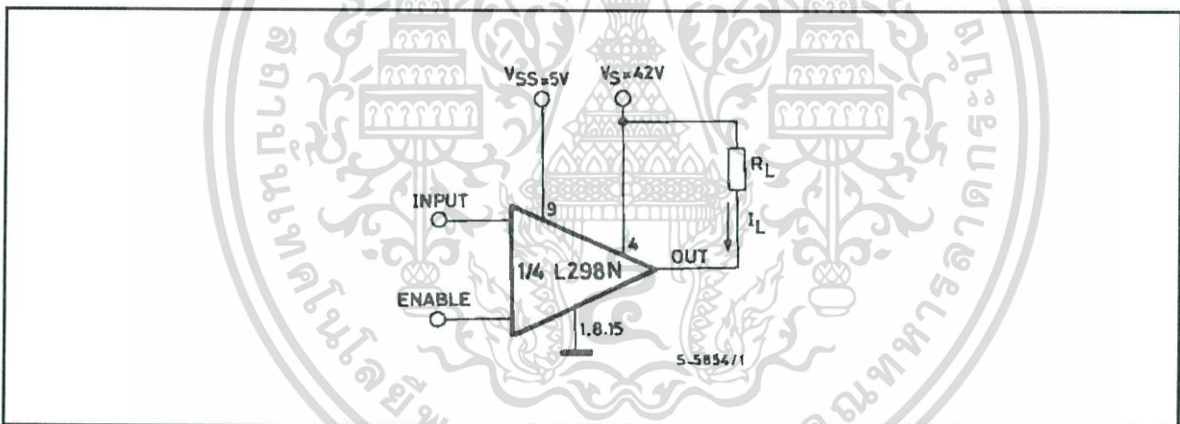 VSS=5V
VS=42V
RL
INPUT
9
IL
4
OUT
1/4 L298N
ENABLE
1.8.15
S-5854/1